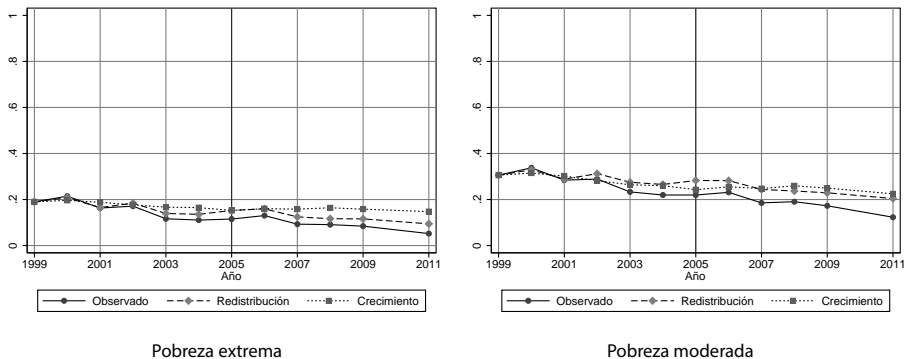 1
.8
.6
.4
.2
0
1999 2001 2003 2005 2007 2009 2011
Año
Observado Redistribución Crecimiento
Pobreza extrema
1
.8
.6
.4
.2
0
1999 2001 2003 2005 2007 2009 2011
Año
Observado Redistribución Crecimiento
Pobreza moderada